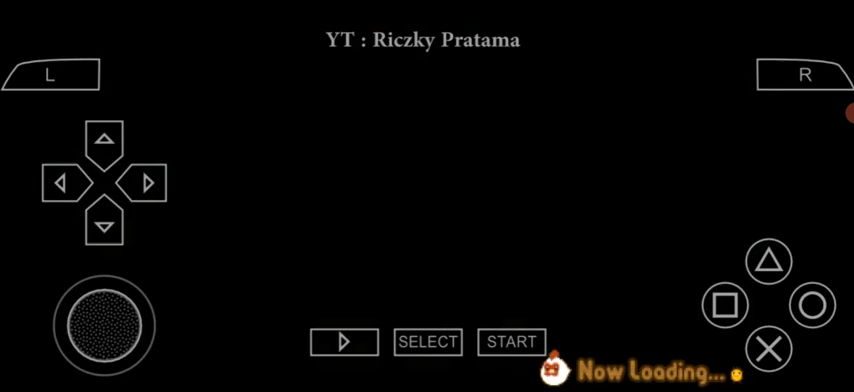 YT : Riczky Pratama
L
R
SELECT
START
Now Loading...